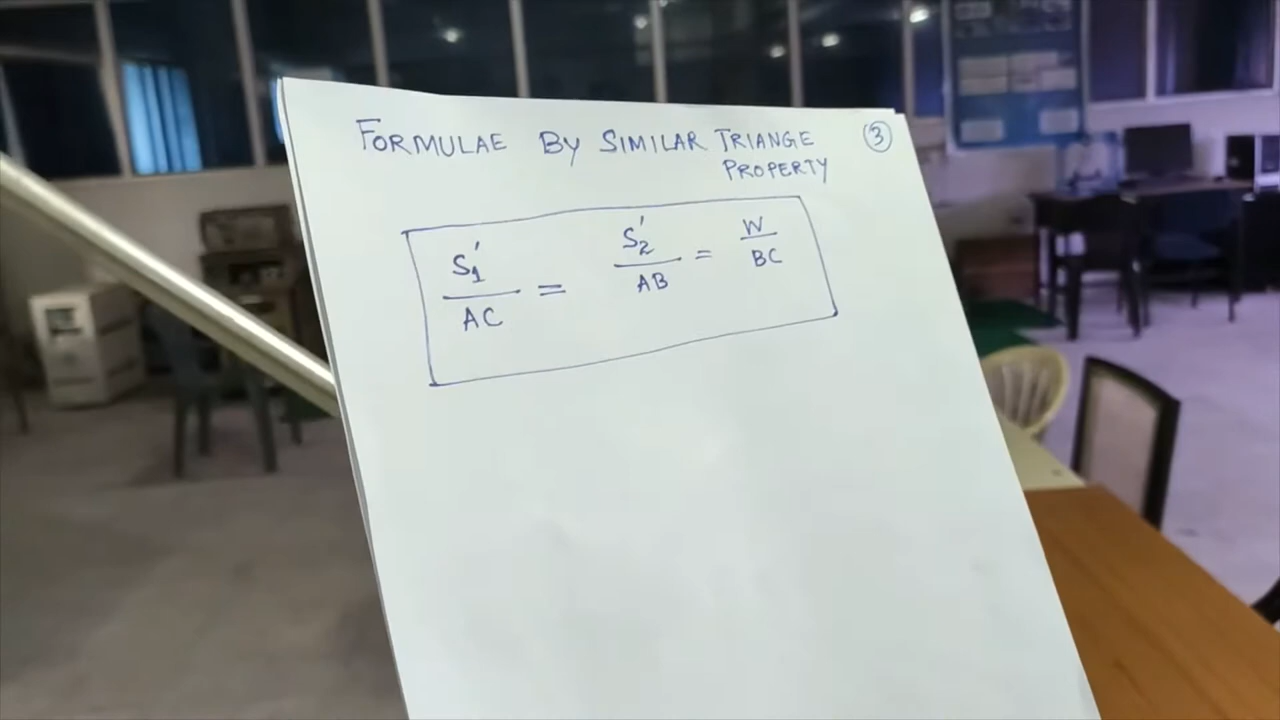 FORMULAE BY SIMILAR TRIANGE ③
PROPERTY
S₁'/AC = S₂'/AB = W/BC